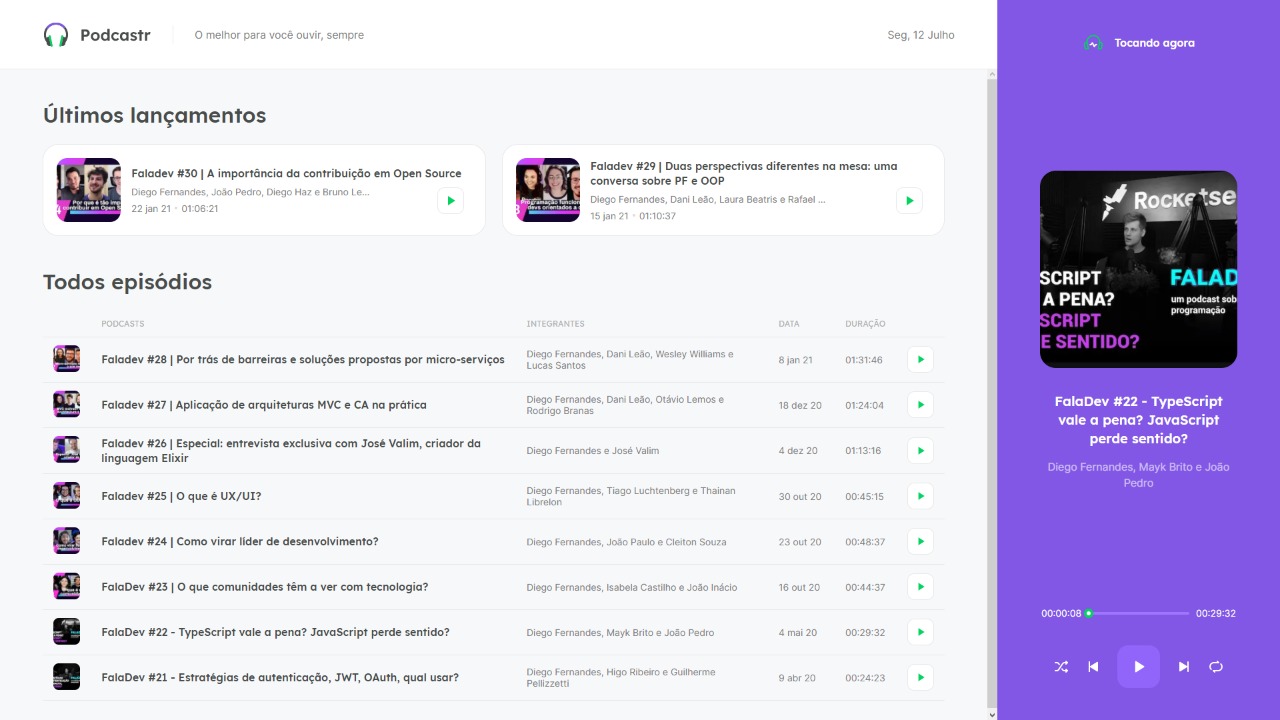 Podcastr
O melhor para você ouvir, sempre
Seg, 12 Julho
Últimos lançamentos
Faladev #30 | A importância da contribuição em Open Source
Diego Fernandes, João Pedro, Diego Haz e Bruno Le...
22 jan 21 • 01:06:21
Faladev #29 | Duas perspectivas diferentes na mesa: uma
conversa sobre PF e OOP
Diego Fernandes, Dani Leão, Laura Beatris e Rafael ...
15 jan 21 • 01:10:37
Todos episódios
PODCASTS INTEGRANTES DATA DURAÇÃO
Faladev #28 | Por trás de barreiras e soluções propostas por micro-serviços
Diego Fernandes, Dani Leão, Wesley Williams e
Lucas Santos
8 jan 21 01:31:46
Faladev #27 | Aplicação de arquiteturas MVC e CA na prática
Diego Fernandes, Dani Leão, Otávio Lemos e
Rodrigo Branas
18 dez 20 01:24:04
Faladev #26 | Especial: entrevista exclusiva com José Valim, criador da
linguagem Elixir
Diego Fernandes e José Valim
4 dez 20 01:13:16
Faladev #25 | O que é UX/UI?
Diego Fernandes, Tiago Luchtenberg e Thainan
Librelon
30 out 20 00:45:15
Faladev #24 | Como virar líder de desenvolvimento?
Diego Fernandes, João Paulo e Cleiton Souza
23 out 20 00:48:37
FalaDev #23 | O que comunidades têm a ver com tecnologia?
Diego Fernandes, Isabela Castilho e João Inácio
16 out 20 00:44:37
FalaDev #22 - TypeScript vale a pena? JavaScript perde sentido?
Diego Fernandes, Mayk Brito e João Pedro
4 mai 20 00:29:32
FalaDev #21 - Estratégias de autenticação, JWT, OAuth, qual usar?
Diego Fernandes, Higo Ribeiro e Guilherme
Pellizzetti
9 abr 20 00:24:23
Tocando agora
Rocketse
SCRIPT
A PENA?
SCRIPT
E SENTIDO?
FALAD
um podcast sob
programação
FalaDev #22 - TypeScript
vale a pena? JavaScript
perde sentido?
Diego Fernandes, Mayk Brito e João
Pedro
00:00:08 00:29:32